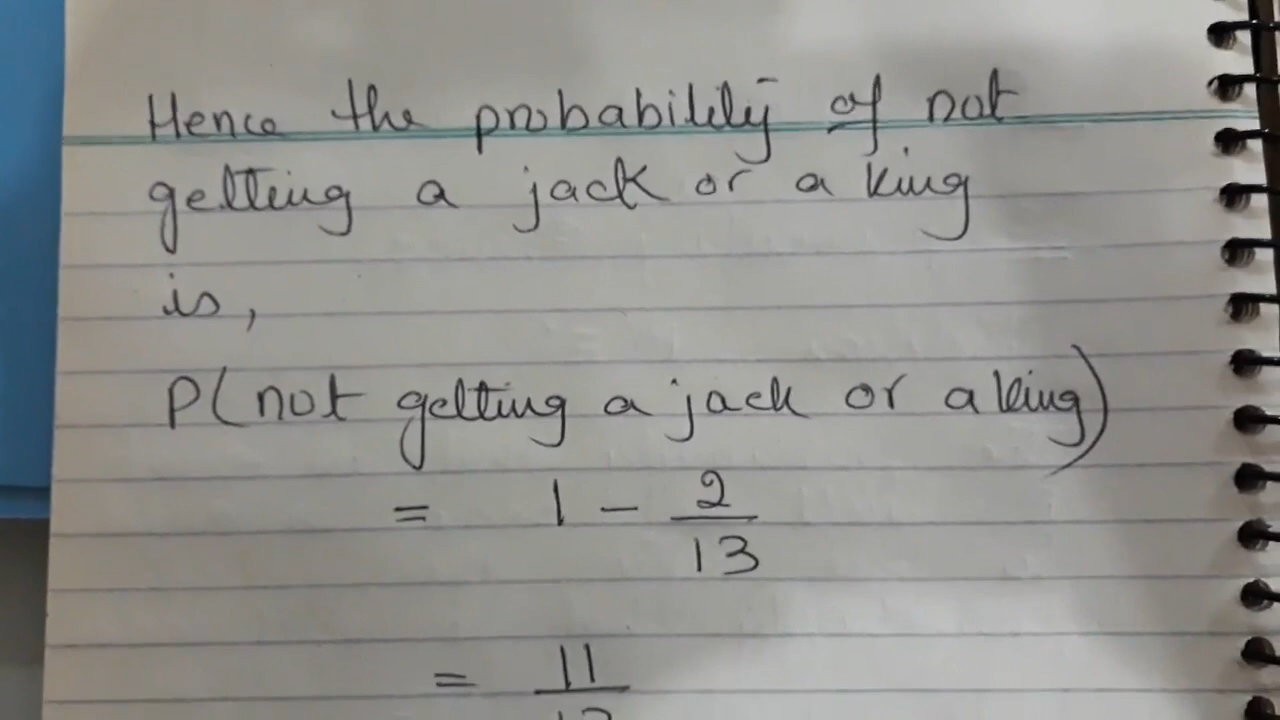 Hence the probability of not
getting a jack or a king
is,
P(not getting a jack or a king)
= 1 - 2/13
= 11/13